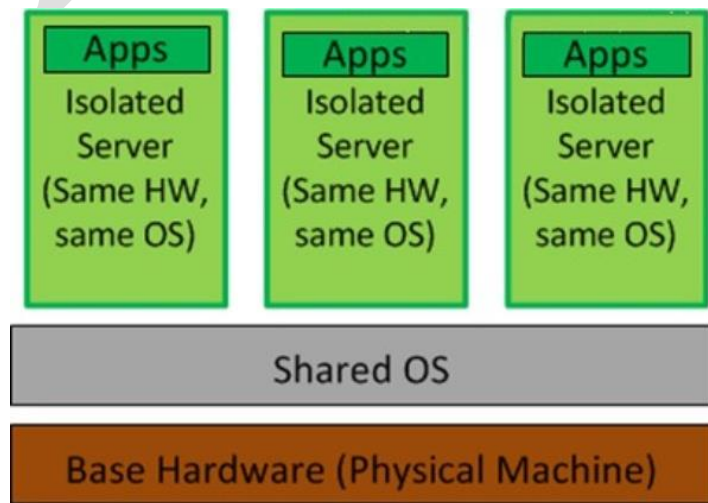 Apps
Isolated
Server
(Same HW,
same OS)
Apps
Isolated
Server
(Same HW,
same OS)
Apps
Isolated
Server
(Same HW,
same OS)
Shared OS
Base Hardware (Physical Machine)